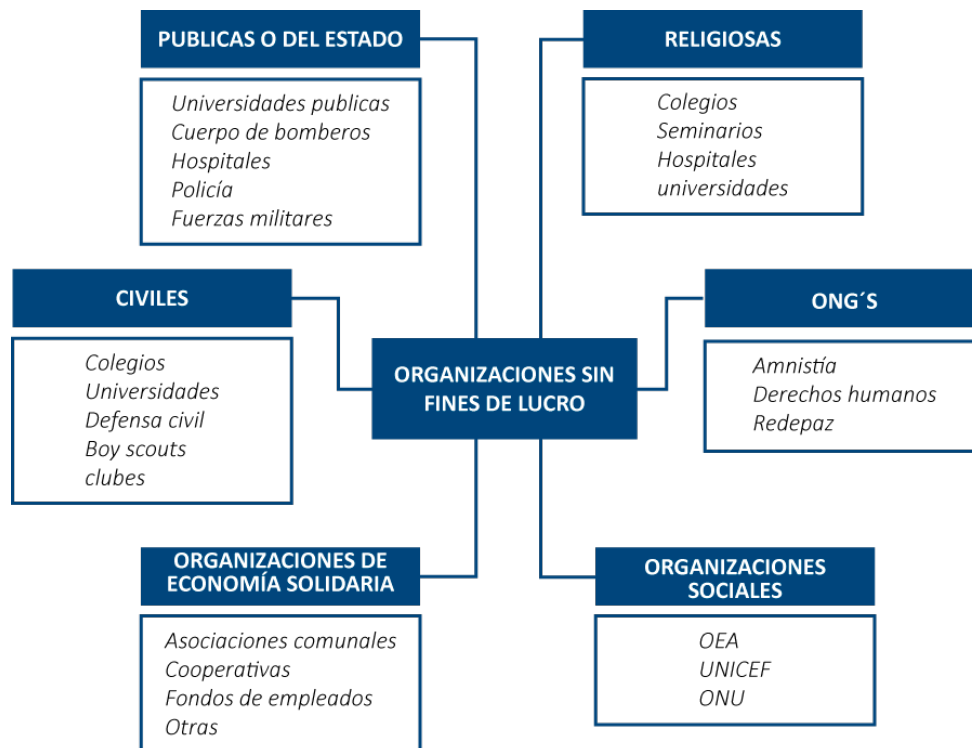 PUBLICAS O DEL ESTADO
Universidades publicas
Cuerpo de bomberos
Hospitales
Policía
Fuerzas militares
RELIGIOSAS
Colegios
Seminarios
Hospitales
universidades
CIVILES
Colegios
Universidades
Defensa civil
Boy scouts
clubes
ORGANIZACIONES SIN
FINES DE LUCRO
ONG´S
Amnistía
Derechos humanos
Redepaz
ORGANIZACIONES DE
ECONOMÍA SOLIDARIA
Asociaciones comunales
Cooperativas
Fondos de empleados
Otras
ORGANIZACIONES
SOCIALES
OEA
UNICEF
ONU